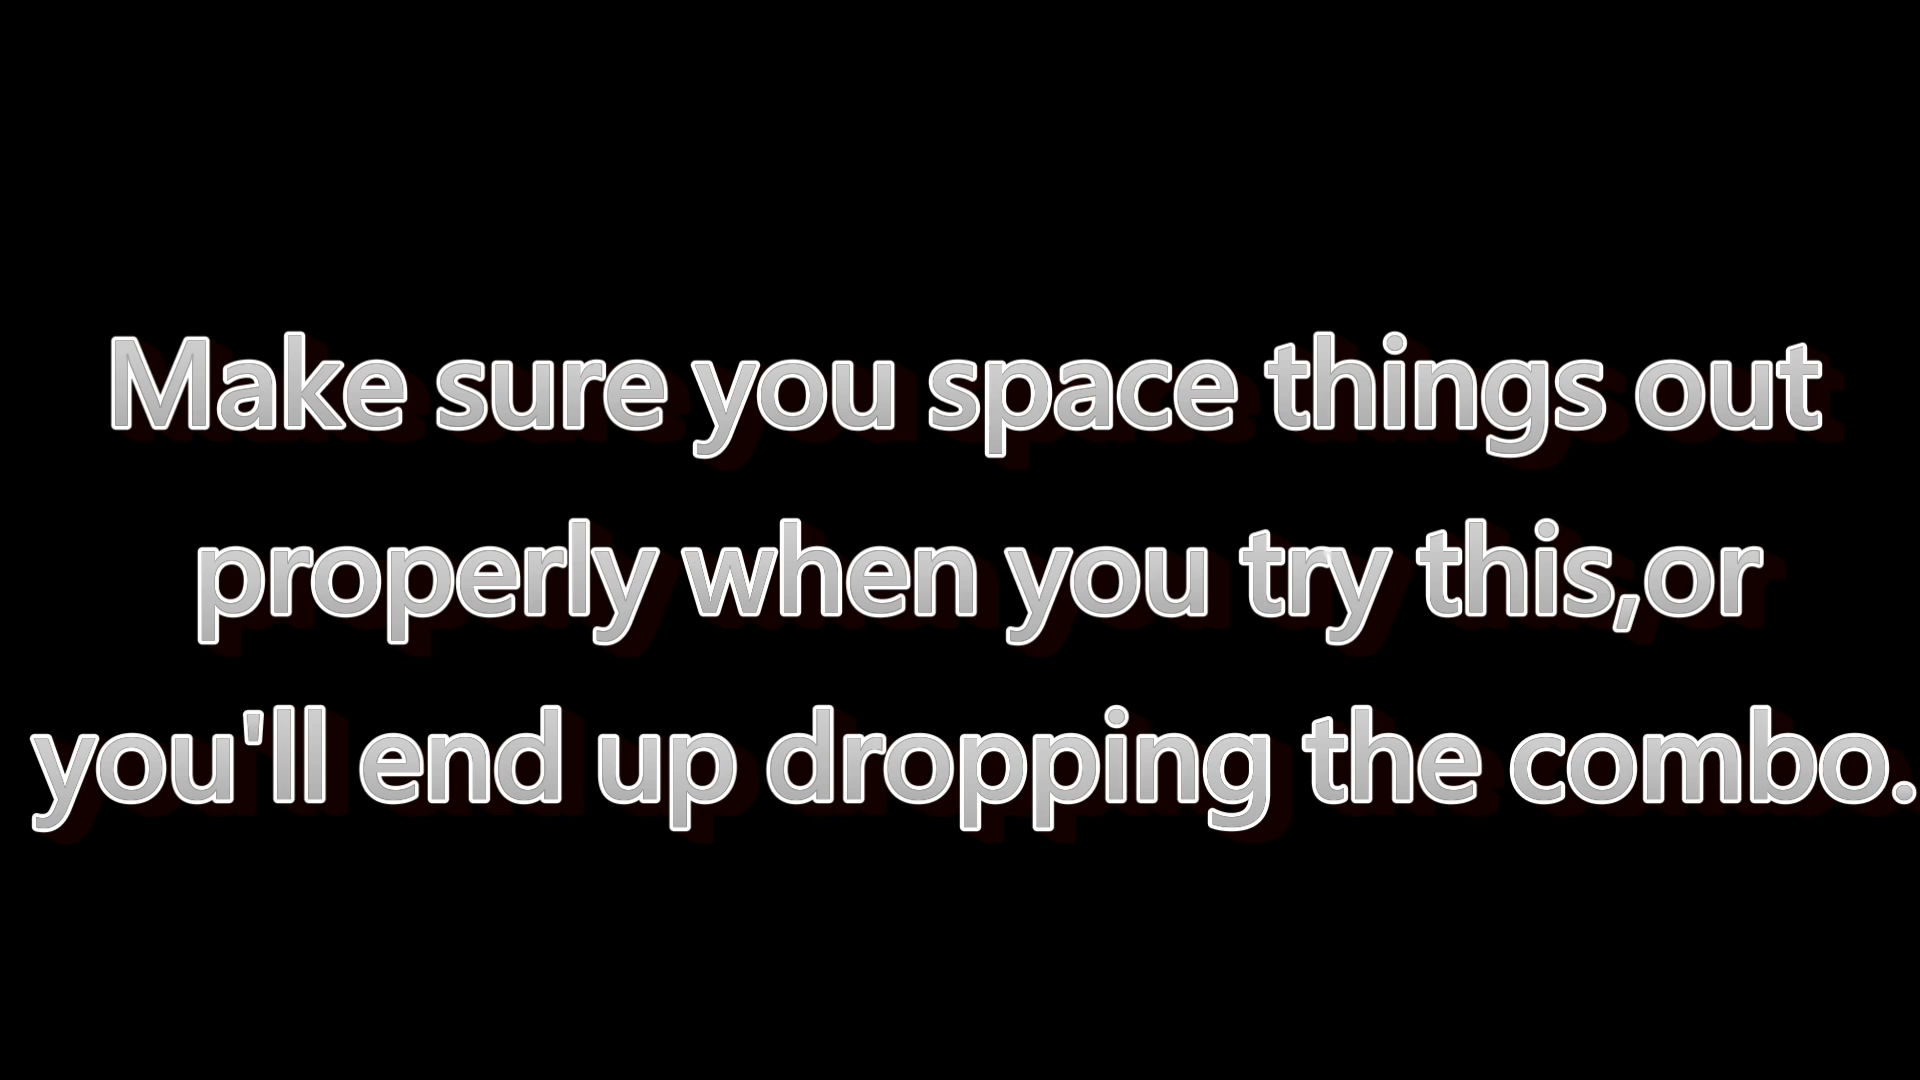 Make sure you space things out
properly when you try this,or
you'll end up dropping the combo.